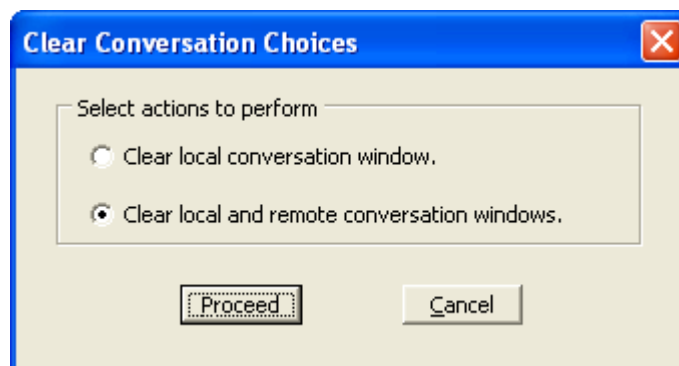 Clear Conversation Choices
Select actions to perform
Clear local conversation window.
Clear local and remote conversation windows.
Proceed Cancel